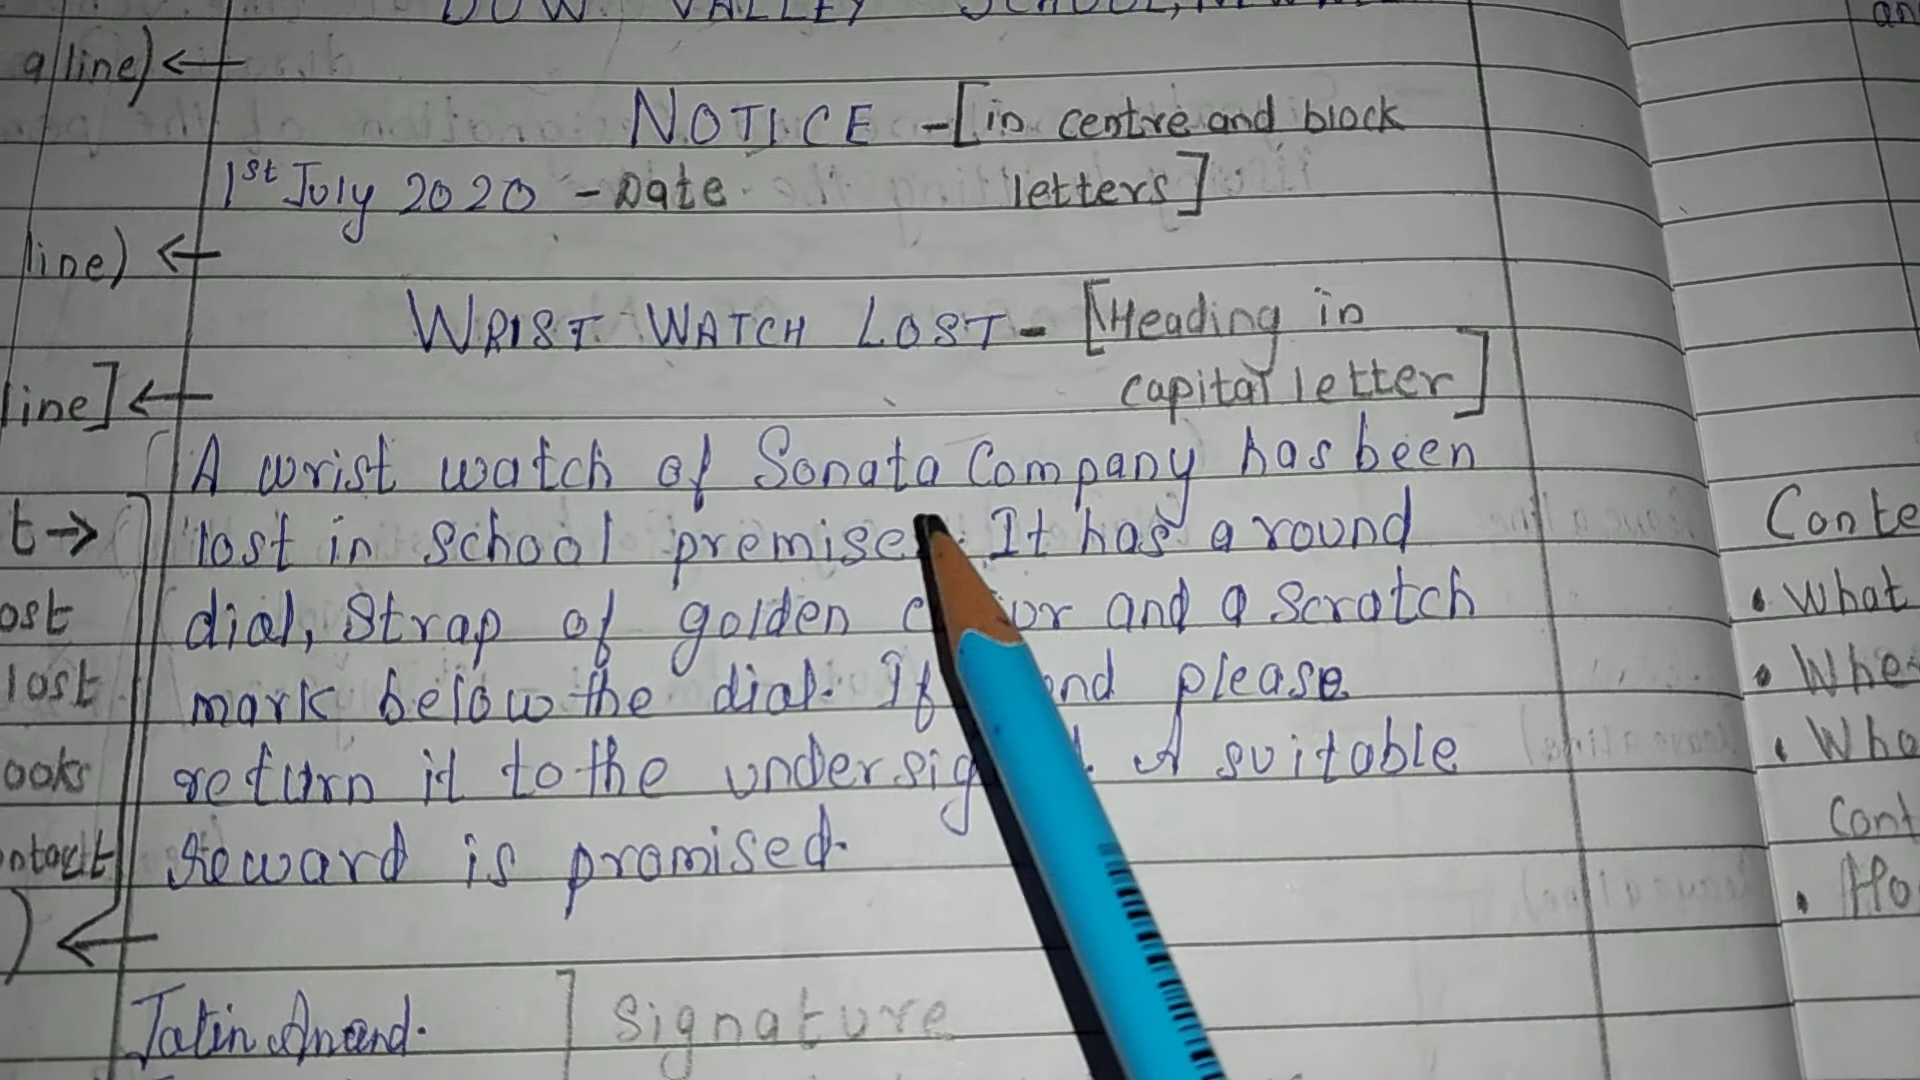 VALLEY SCHOOL,
a line) ←
NOTICE - [in centre and block
1st July 2020 - Date letters]
line) ←
WRIST WATCH LOST - [Heading in
line] ← capital letter]
A wrist watch of Sonata Company has been
t → lost in school premise. It has a round
ost dial, Strap of golden and a scratch
lost mark below the dial. If please
ooks return it to the A suitable
ntact reward is promised.
) ←
Jatin Anand. ] Signature
an
Conte
• What
• Whe
• Who
Cont
• Ho